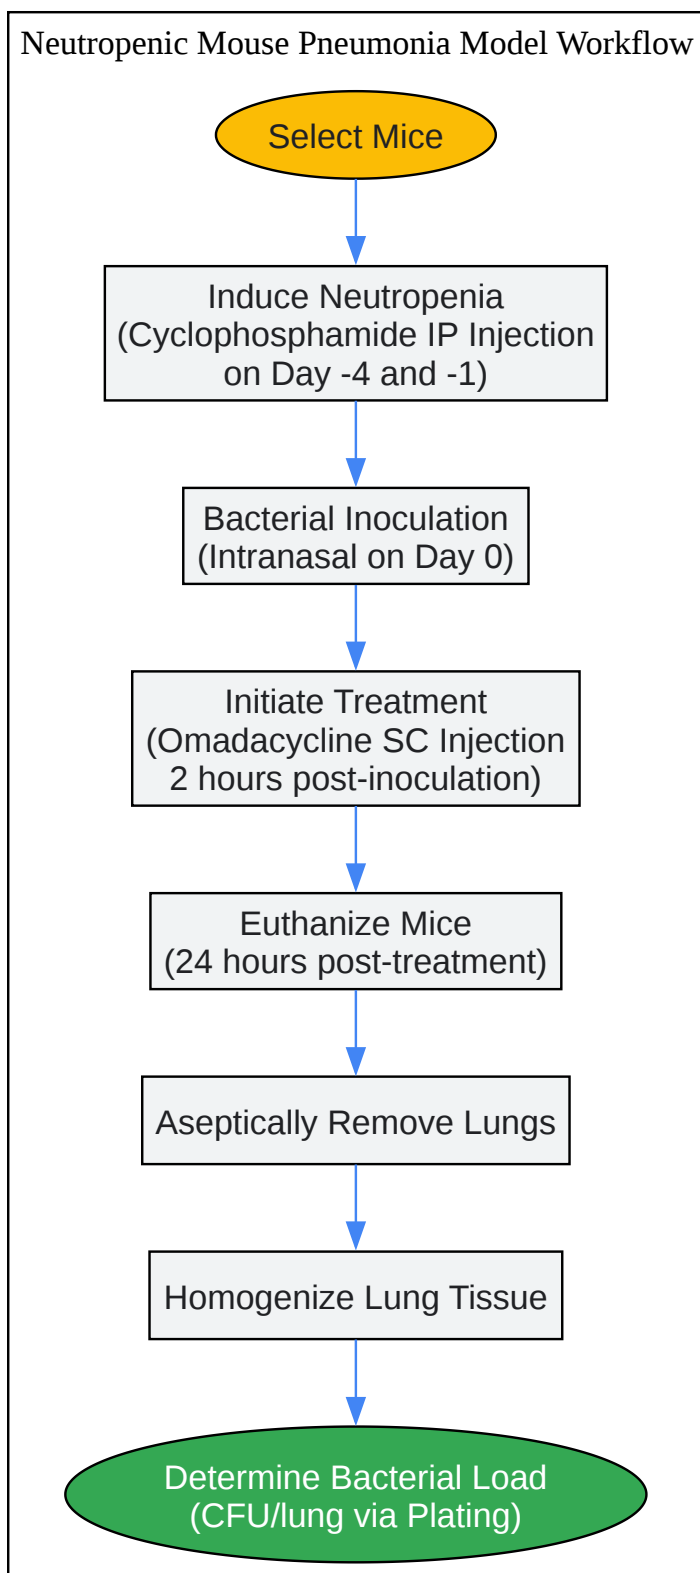 Neutropenic Mouse Pneumonia Model Workflow
Select Mice
Induce Neutropenia
(Cyclophosphamide IP Injection
on Day -4 and -1)
Bacterial Inoculation
(Intranasal on Day 0)
Initiate Treatment
(Omadacycline SC Injection
2 hours post-inoculation)
Euthanize Mice
(24 hours post-treatment)
Aseptically Remove Lungs
Homogenize Lung Tissue
Determine Bacterial Load
(CFU/lung via Plating)